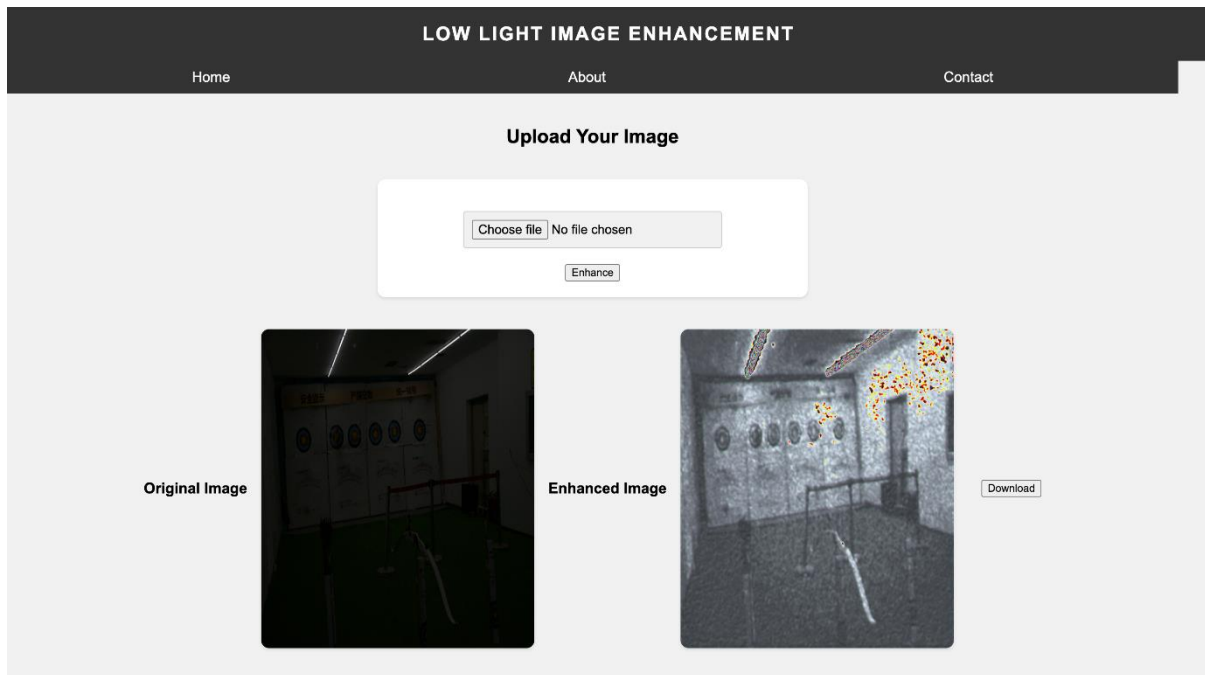 LOW LIGHT IMAGE ENHANCEMENT
Home About Contact
Upload Your Image
Choose file No file chosen
Enhance
Original Image
Enhanced Image
Download